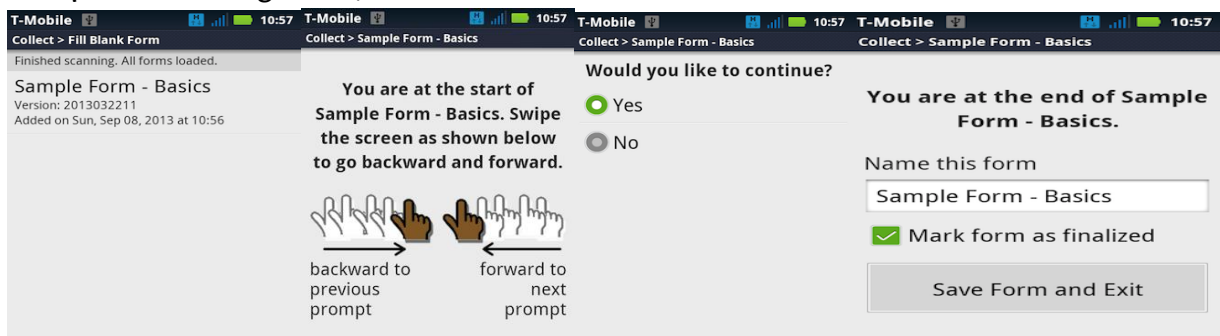 T-Mobile 10:57
Collect > Fill Blank Form
Finished scanning. All forms loaded.
Sample Form - Basics
Version: 2013032211
Added on Sun, Sep 08, 2013 at 10:56
T-Mobile 10:57
Collect > Sample Form - Basics
You are at the start of
Sample Form - Basics. Swipe
the screen as shown below
to go backward and forward.
backward to
previous
prompt
forward to
next
prompt
T-Mobile 10:57
Collect > Sample Form - Basics
Would you like to continue?
Yes
No
T-Mobile 10:57
Collect > Sample Form - Basics
You are at the end of Sample
Form - Basics.
Name this form
Sample Form - Basics
Mark form as finalized
Save Form and Exit